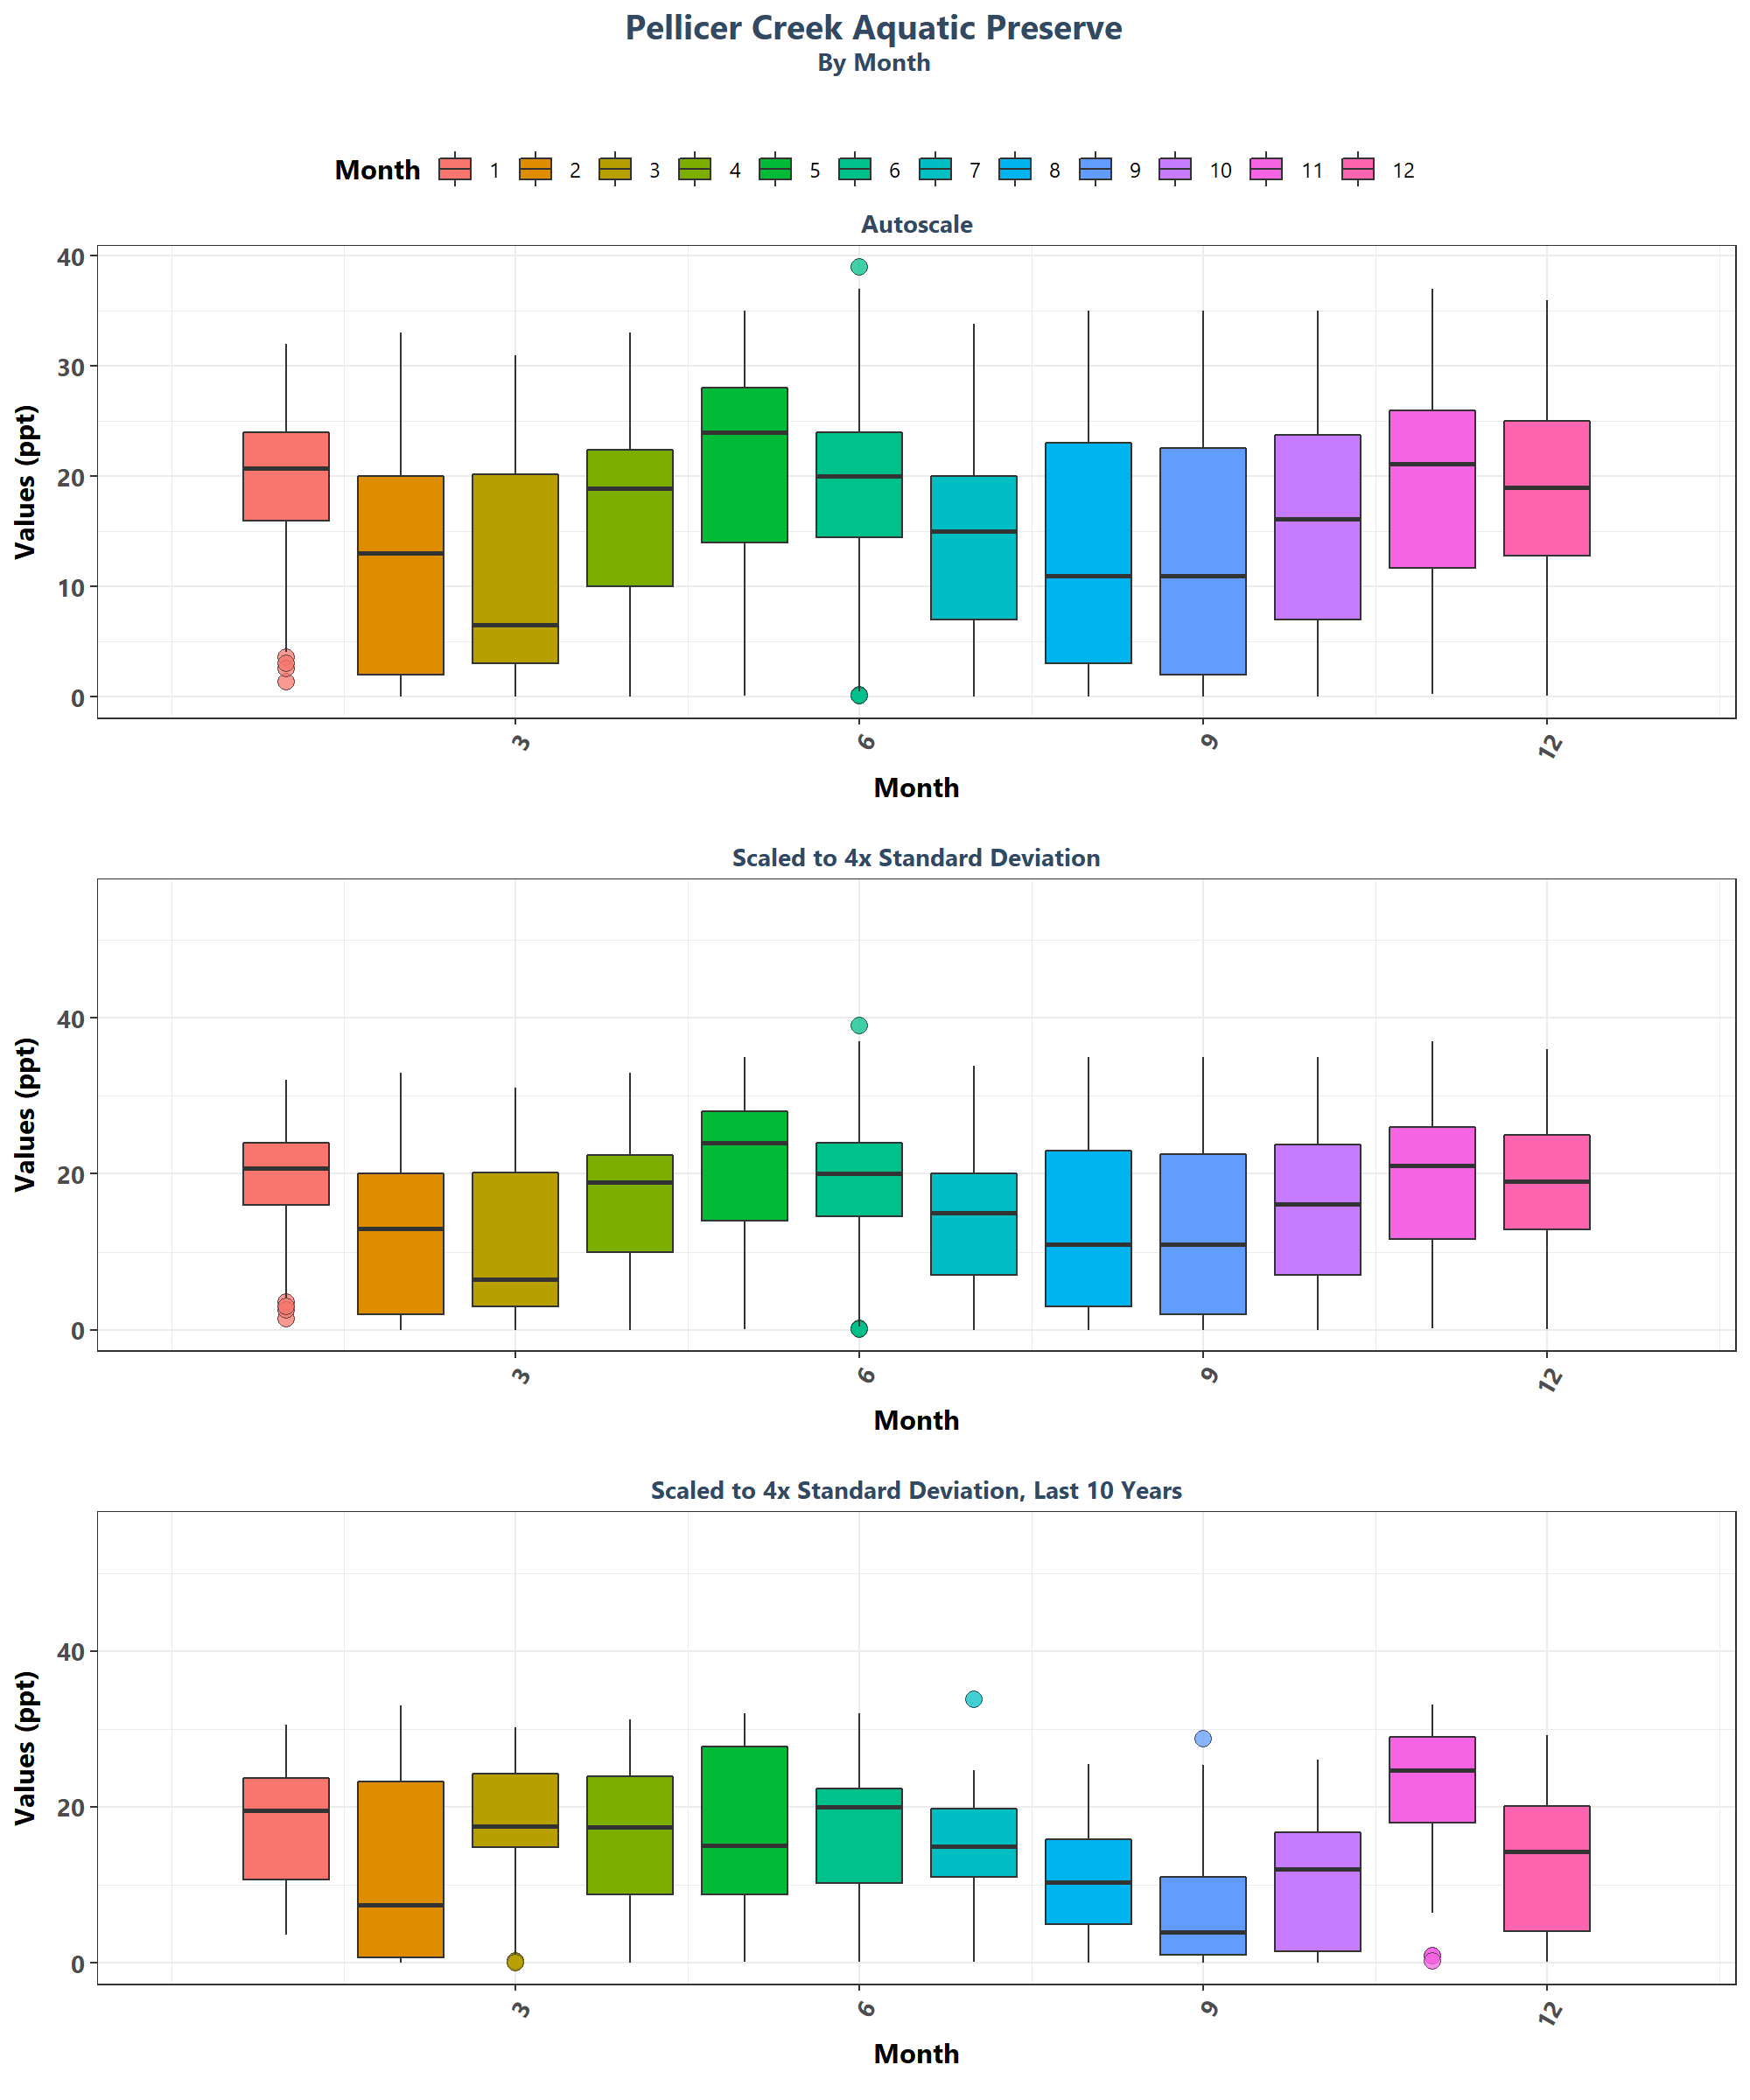 Pellicer Creek Aquatic Preserve
By Month
Month 1 2 3 4 5 6 7 8 9 10 11 12
Autoscale
Values (ppt)
40
30
20
10
0
3 6 9 12
Month
Scaled to 4x Standard Deviation
Values (ppt)
40
20
0
3 6 9 12
Month
Scaled to 4x Standard Deviation, Last 10 Years
Values (ppt)
40
20
0
3 6 9 12
Month